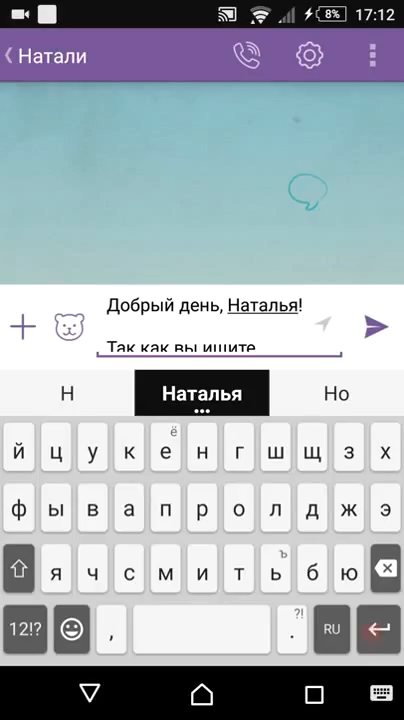 8% 17:12
Натали
Добрый день, Наталья!
Так как вы ищите
Н Наталья Но
ё
й ц у к е н г ш щ з х
ф ы в а п р о л д ж э
ъ
я ч с м и т ь б ю
12!? , ?! . RU